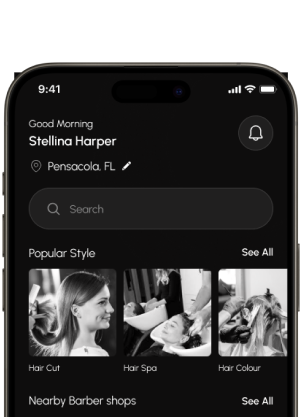 9:41
Good Morning
Stellina Harper
Pensacola, FL
Search
Popular Style See All
Hair Cut Hair Spa Hair Colour
Nearby Barber shops See All